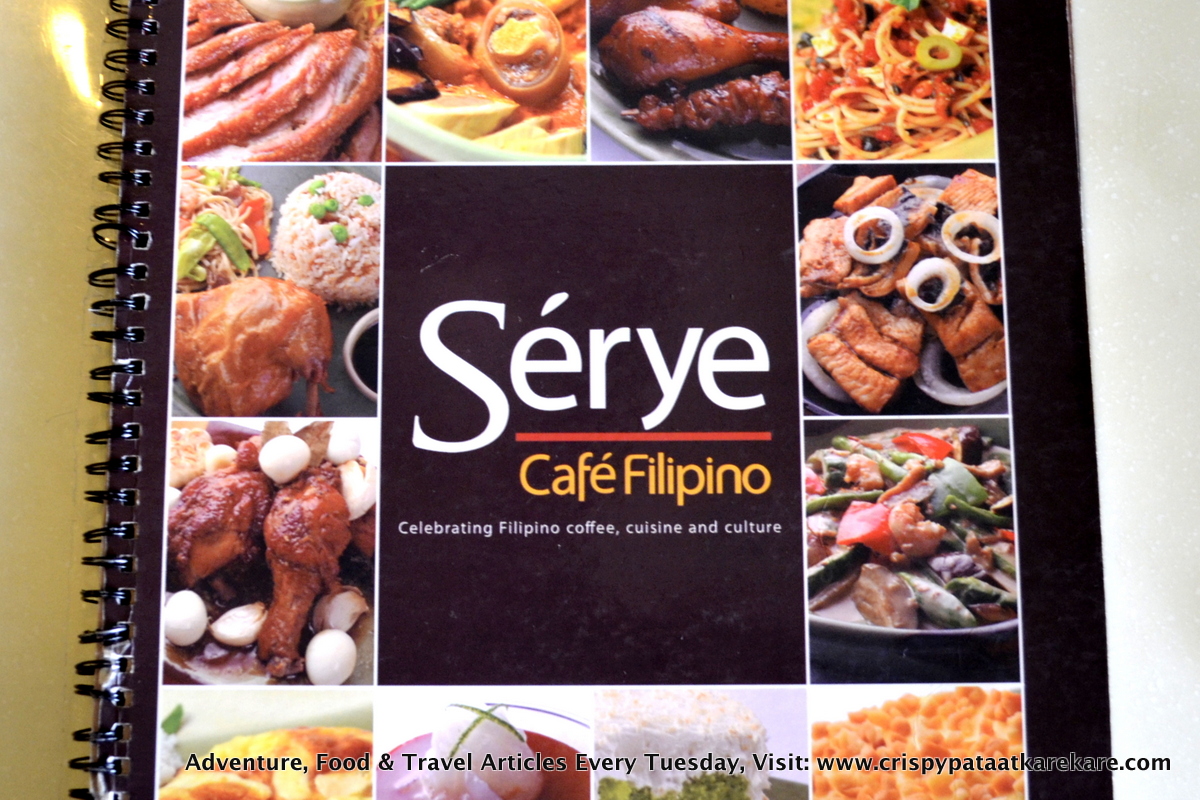 Sérye
Café Filipino
Celebrating Filipino coffee, cuisine and culture
Adventure, Food & Travel Articles Every Tuesday, Visit: www.crispypataatkarekare.com